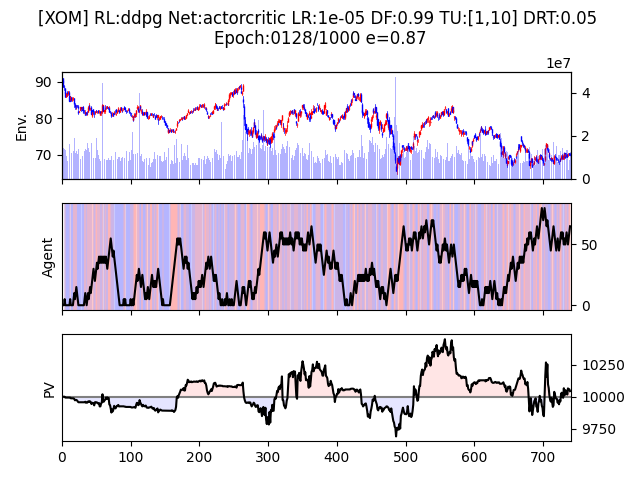 [XOM] RL:ddpg Net:actorcritic LR:1e-05 DF:0.99 TU:[1,10] DRT:0.05
Epoch:0128/1000 e=0.87
1e7
Env.
90
80
70
4
2
0
Agent
50
0
PV
10250
10000
9750
0 100 200 300 400 500 600 700